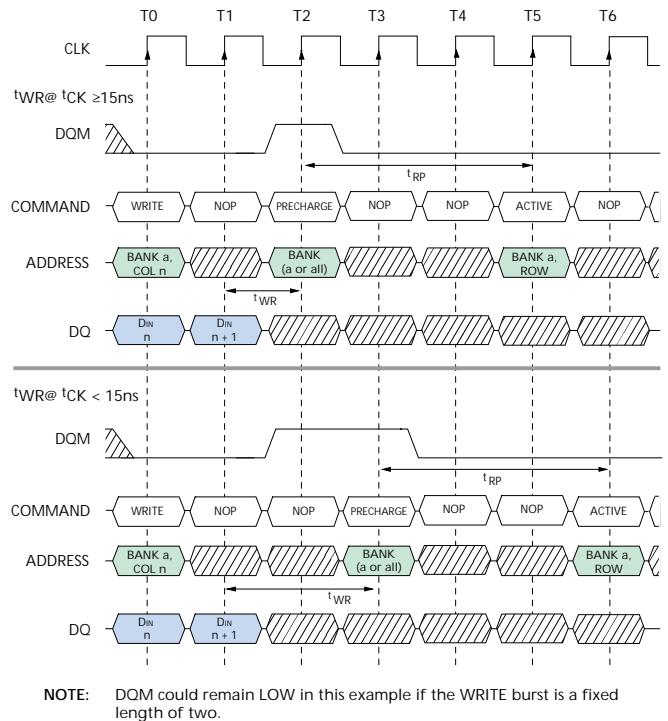 T0 T1 T2 T3 T4 T5 T6
CLK
tWR@ tCK ≥15ns
DQM
tRP
COMMAND WRITE NOP PRECHARGE NOP NOP ACTIVE NOP
ADDRESS BANK a, COL n BANK (a or all) BANK a, ROW
tWR
DQ DIN n DIN n + 1
tWR@ tCK < 15ns
DQM
tRP
COMMAND WRITE NOP NOP PRECHARGE NOP NOP ACTIVE
ADDRESS BANK a, COL n BANK (a or all) BANK a, ROW
tWR
DQ DIN n DIN n + 1
NOTE: DQM could remain LOW in this example if the WRITE burst is a fixed
length of two.